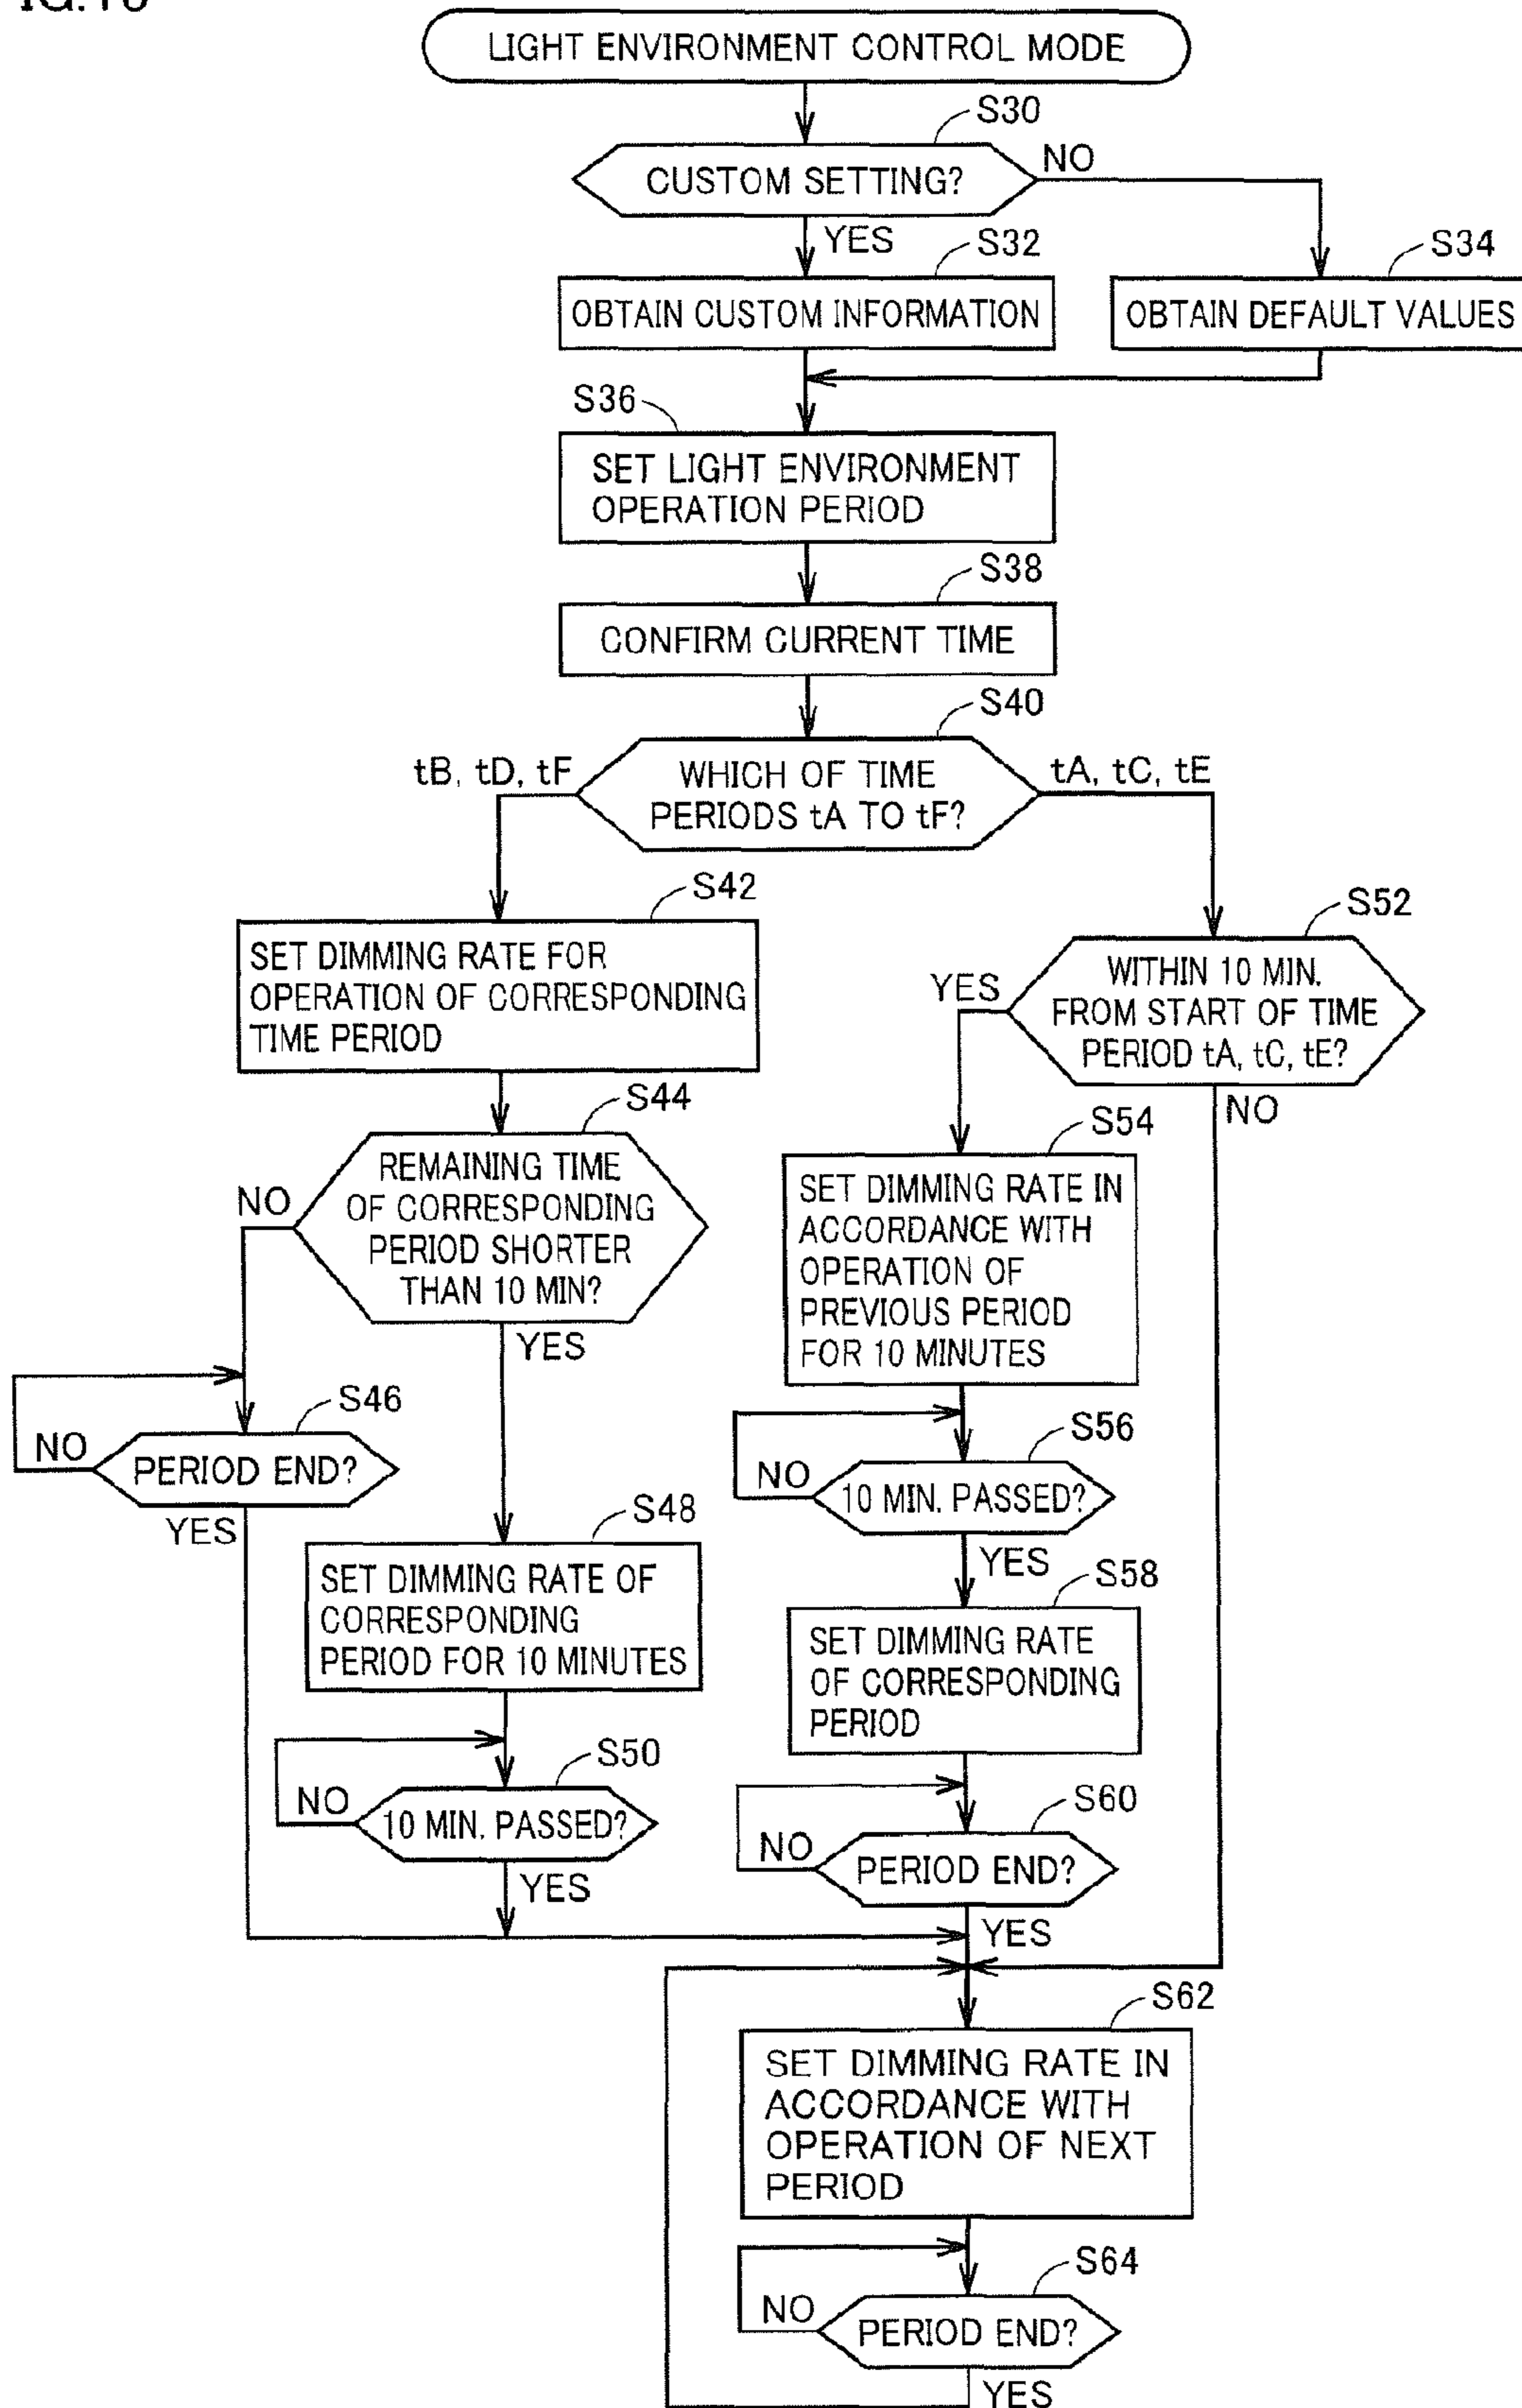 LIGHT ENVIRONMENT CONTROL MODE
S30
CUSTOM SETTING?
NO
YES
S32
S34
OBTAIN CUSTOM INFORMATION
OBTAIN DEFAULT VALUES
S36
SET LIGHT ENVIRONMENT
OPERATION PERIOD
S38
CONFIRM CURRENT TIME
S40
tB, tD, tF
WHICH OF TIME
PERIODS tA TO tF?
tA, tC, tE
S42
SET DIMMING RATE FOR
OPERATION OF CORRESPONDING
TIME PERIOD
S52
YES
WITHIN 10 MIN.
FROM START OF TIME
PERIOD tA, tC, tE?
NO
S44
NO
REMAINING TIME
OF CORRESPONDING
PERIOD SHORTER
THAN 10 MIN?
YES
S54
SET DIMMING RATE IN
ACCORDANCE WITH
OPERATION OF
PREVIOUS PERIOD
FOR 10 MINUTES
S46
NO
PERIOD END?
YES
S56
NO
10 MIN. PASSED?
YES
S48
SET DIMMING RATE OF
CORRESPONDING
PERIOD FOR 10 MINUTES
S58
SET DIMMING RATE
OF CORRESPONDING
PERIOD
S50
NO
10 MIN. PASSED?
YES
S60
NO
PERIOD END?
YES
S62
SET DIMMING RATE IN
ACCORDANCE WITH
OPERATION OF NEXT
PERIOD
S64
NO
PERIOD END?
YES